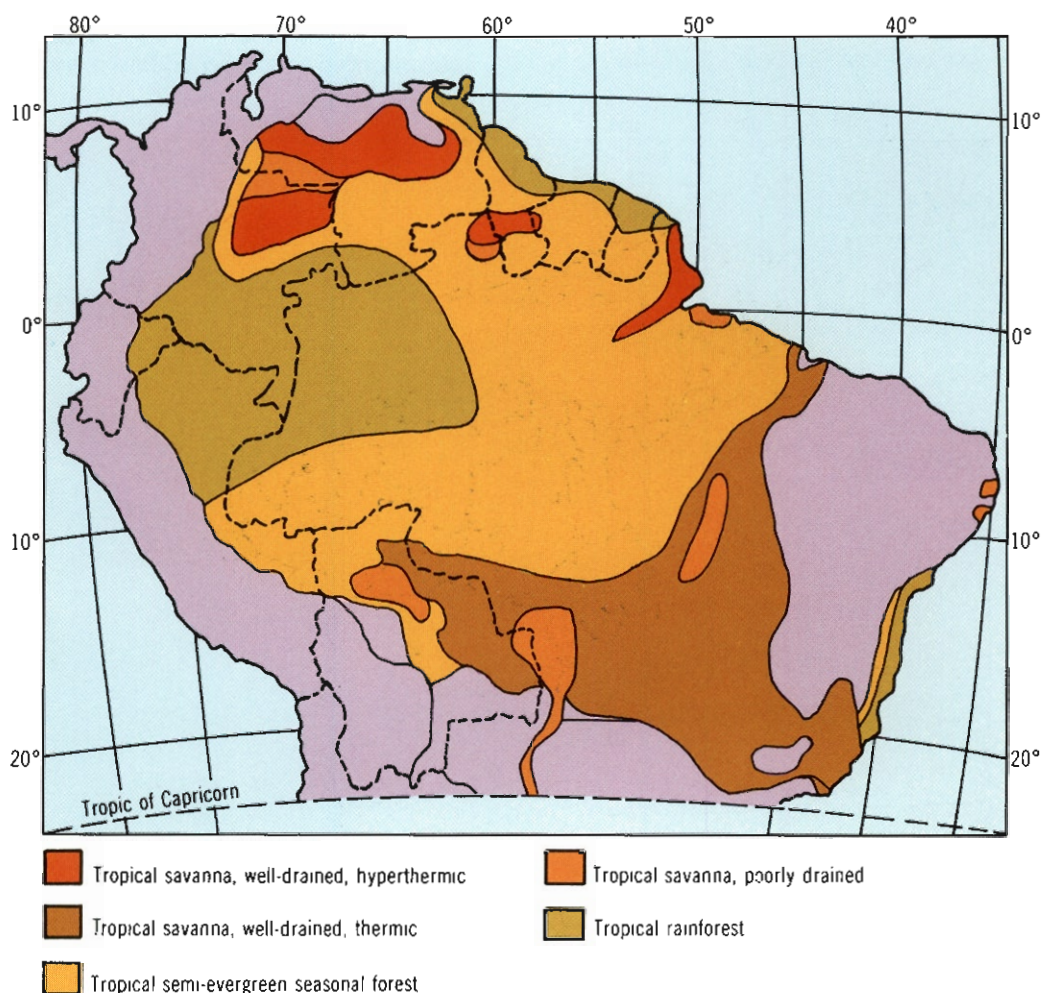 80° 70° 60° 50° 40°
10° 10°
0° 0°
10° 10°
20° 20°
Tropic of Capricorn
Tropical savanna, well-drained, hyperthermic
Tropical savanna, poorly drained
Tropical savanna, well-drained, thermic
Tropical rainforest
Tropical semi-evergreen seasonal forest